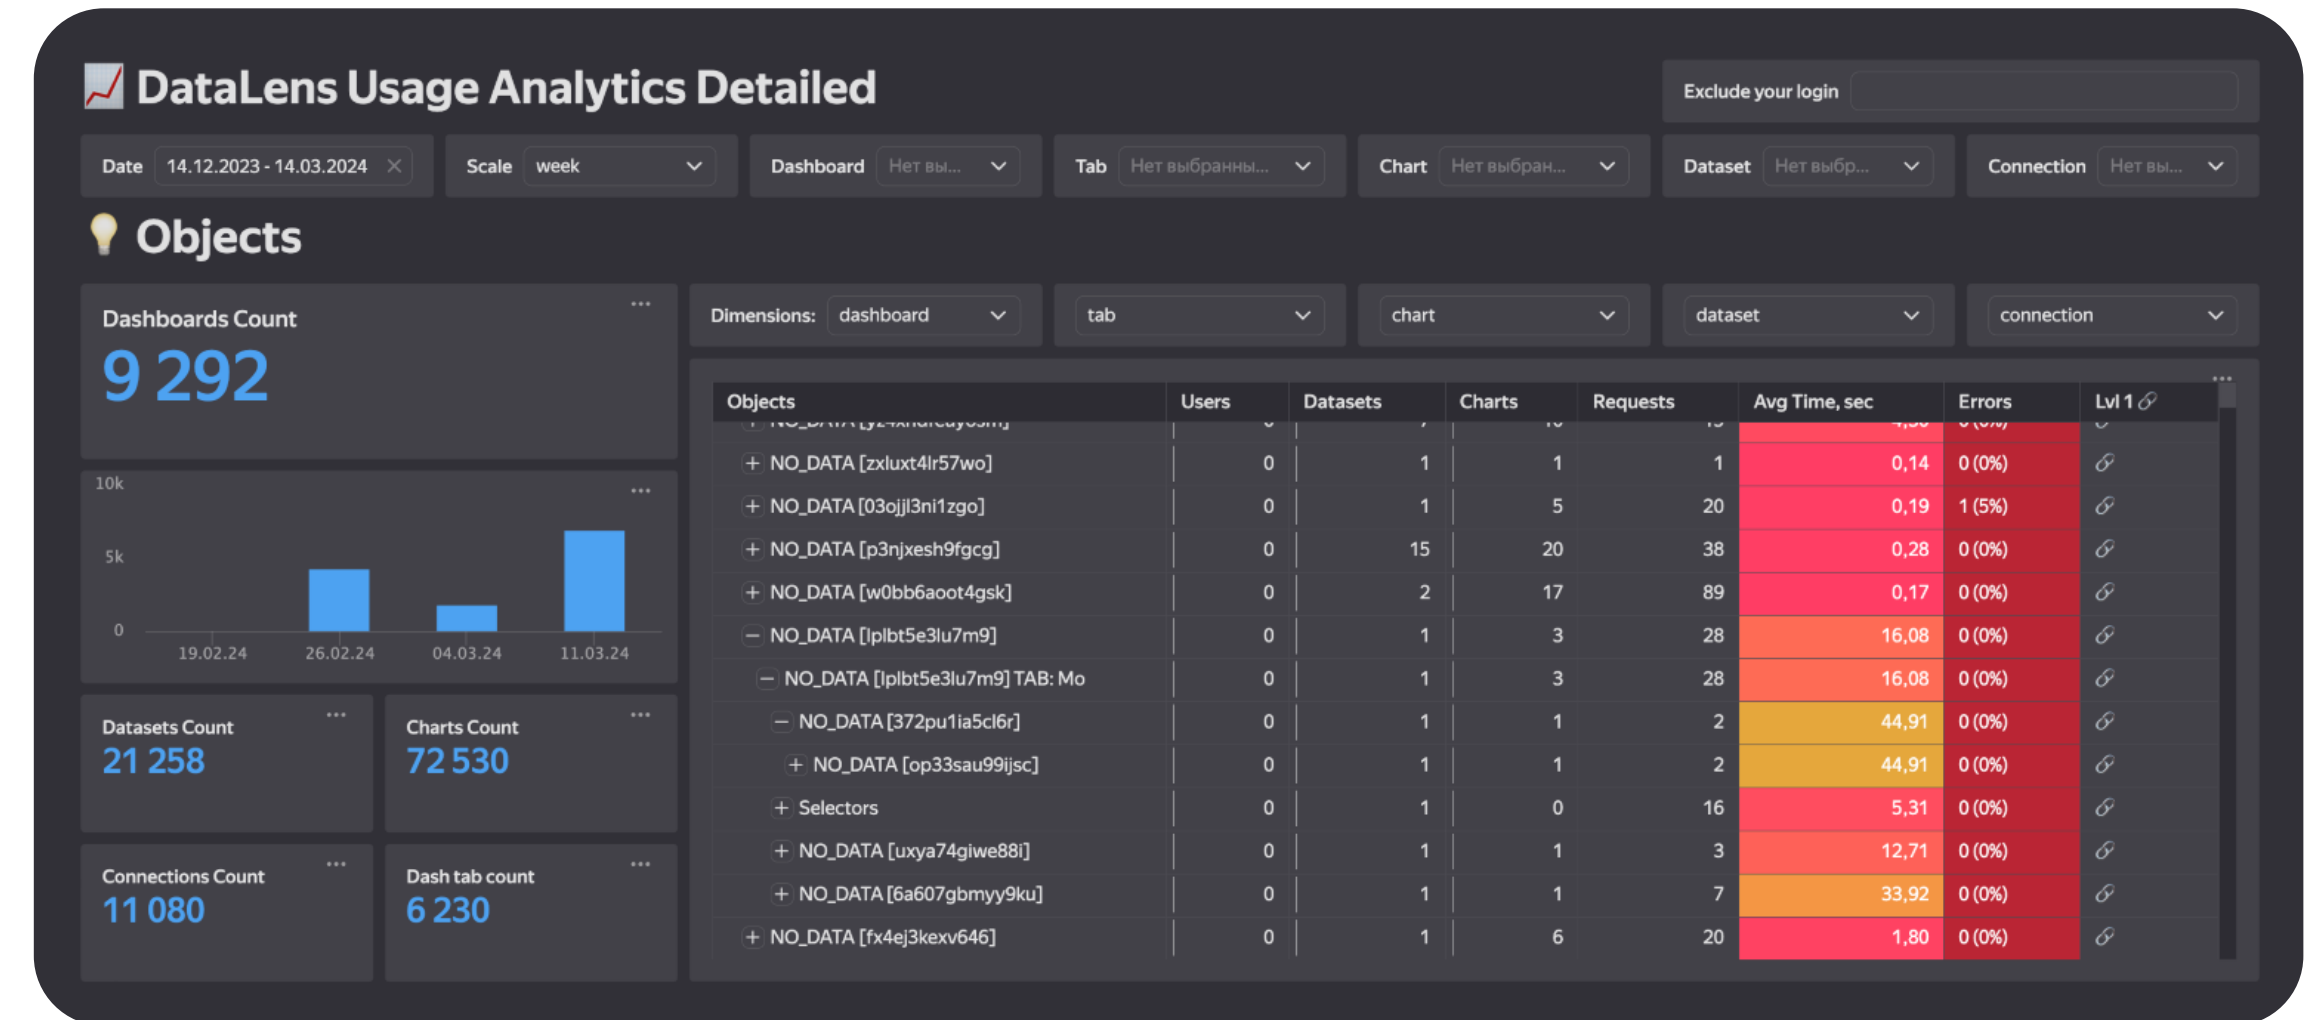 DataLens Usage Analytics Detailed
Exclude your login
Date 14.12.2023 - 14.03.2024
Scale week
Dashboard Нет вы...
Tab Нет выбранны...
Chart Нет выбран...
Dataset Нет выбр...
Connection Нет вы...
Objects
Dashboards Count
9 292
10k
5k
0
19.02.24 26.02.24 04.03.24 11.03.24
Datasets Count
21 258
Charts Count
72 530
Connections Count
11 080
Dash tab count
6 230
Dimensions: dashboard tab chart dataset connection
Objects Users Datasets Charts Requests Avg Time, sec Errors Lvl 1
NO_DATA [zxluxt4lr57wo] 0 1 1 1 0,14 0 (0%)
NO_DATA [03ojjl3ni1zgo] 0 1 5 20 0,19 1 (5%)
NO_DATA [p3njxesh9fgcg] 0 15 20 38 0,28 0 (0%)
NO_DATA [w0bb6aoot4gsk] 0 2 17 89 0,17 0 (0%)
NO_DATA [lplbt5e3lu7m9] 0 1 3 28 16,08 0 (0%)
NO_DATA [lplbt5e3lu7m9] TAB: Mo 0 1 3 28 16,08 0 (0%)
NO_DATA [372pu1ia5cl6r] 0 1 1 2 44,91 0 (0%)
NO_DATA [op33sau99ijsc] 0 1 1 2 44,91 0 (0%)
Selectors 0 1 0 16 5,31 0 (0%)
NO_DATA [uxya74giwe88i] 0 1 1 3 12,71 0 (0%)
NO_DATA [6a607gbmyy9ku] 0 1 1 7 33,92 0 (0%)
NO_DATA [fx4ej3kexv646] 0 1 6 20 1,80 0 (0%)